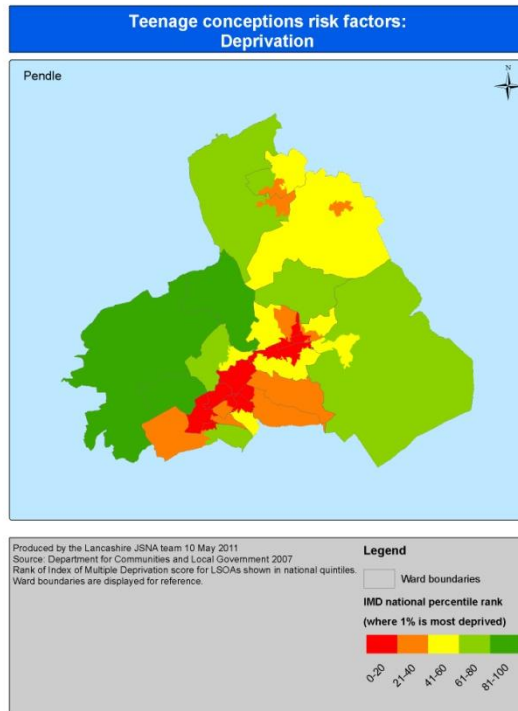 Teenage conceptions risk factors:
Deprivation
Pendle
N
Produced by the Lancashire JSNA team 10 May 2011
Source: Department for Communities and Local Government 2007
Rank of Index of Multiple Deprivation score for LSOAs shown in national quintiles.
Ward boundaries are displayed for reference.
Legend
Ward boundaries
IMD national percentile rank
(where 1% is most deprived)
0-20
21-40
41-60
61-80
81-100